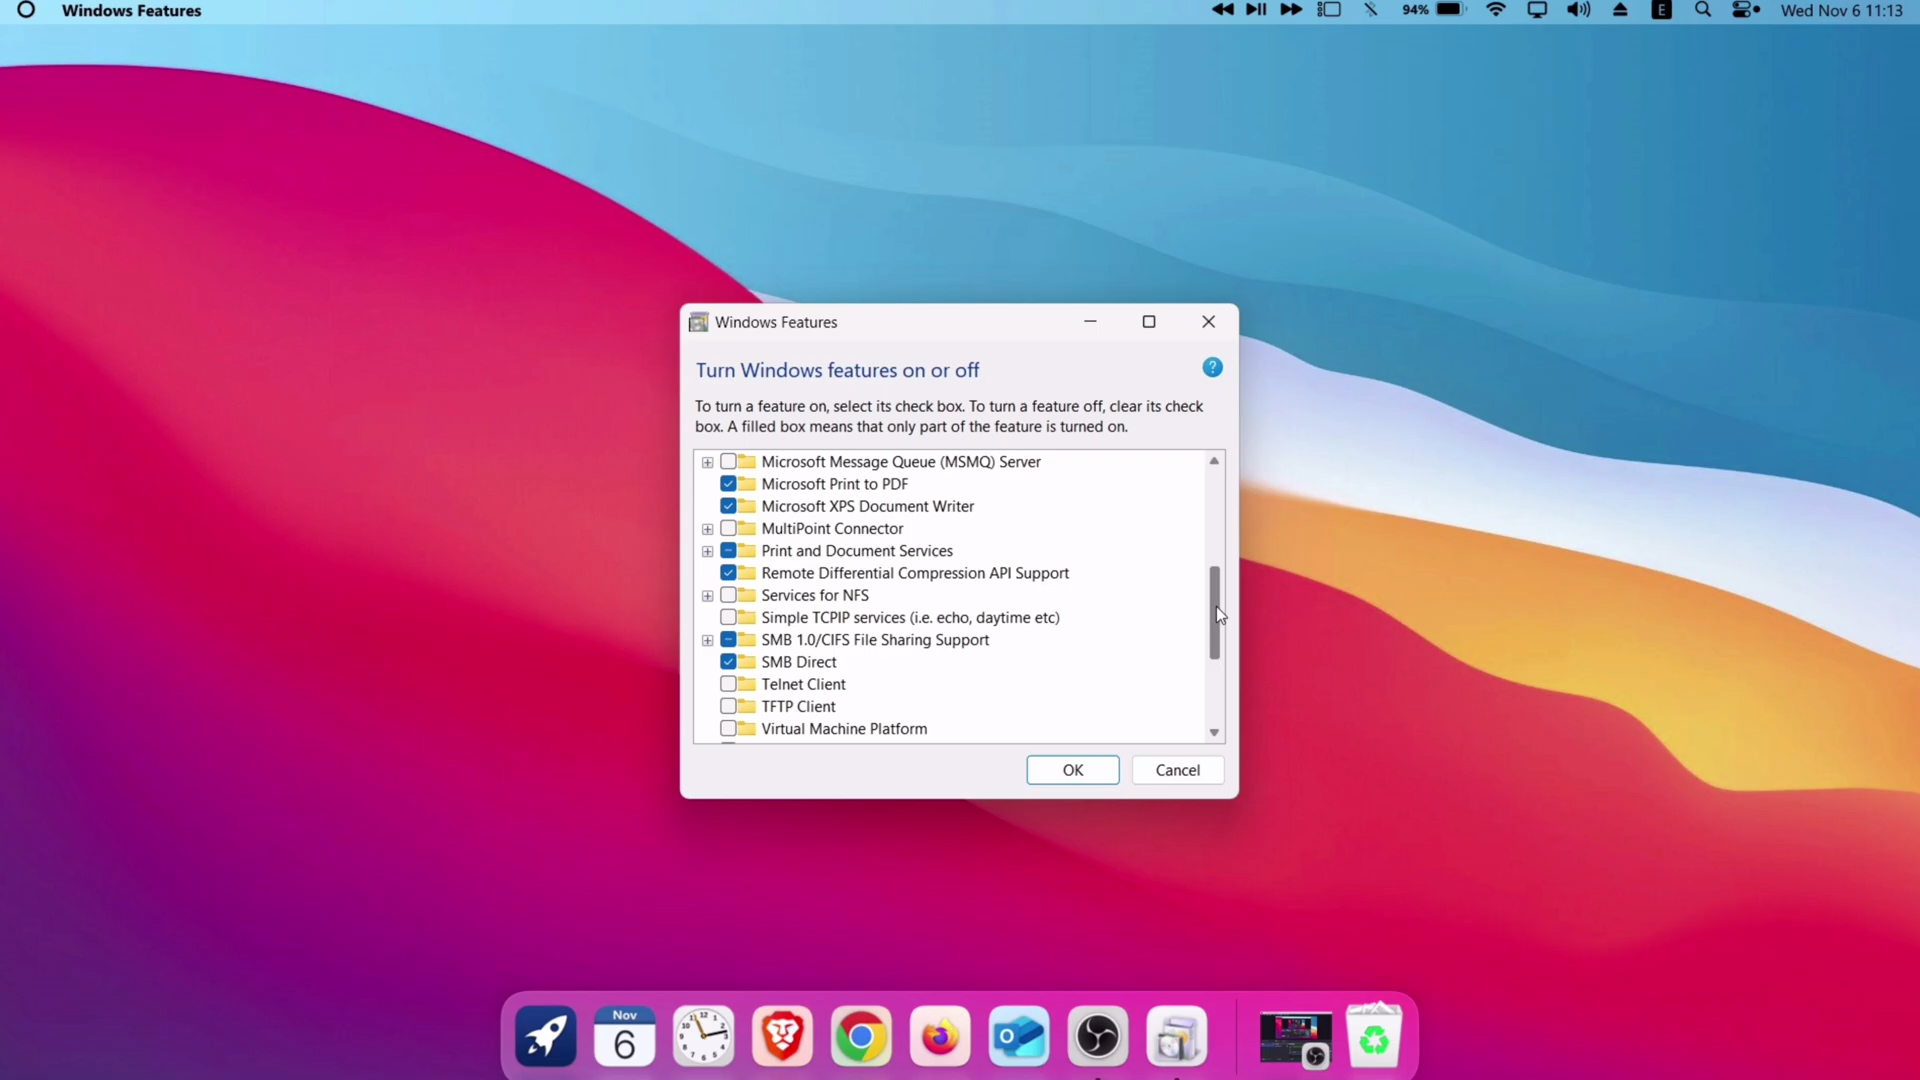 Windows Features
94%
E
Wed Nov 6 11:13
Windows Features
Turn Windows features on or off
?
To turn a feature on, select its check box. To turn a feature off, clear its check
box. A filled box means that only part of the feature is turned on.
Microsoft Message Queue (MSMQ) Server
Microsoft Print to PDF
Microsoft XPS Document Writer
MultiPoint Connector
Print and Document Services
Remote Differential Compression API Support
Services for NFS
Simple TCPIP services (i.e. echo, daytime etc)
SMB 1.0/CIFS File Sharing Support
SMB Direct
Telnet Client
TFTP Client
Virtual Machine Platform
OK
Cancel
Nov
6